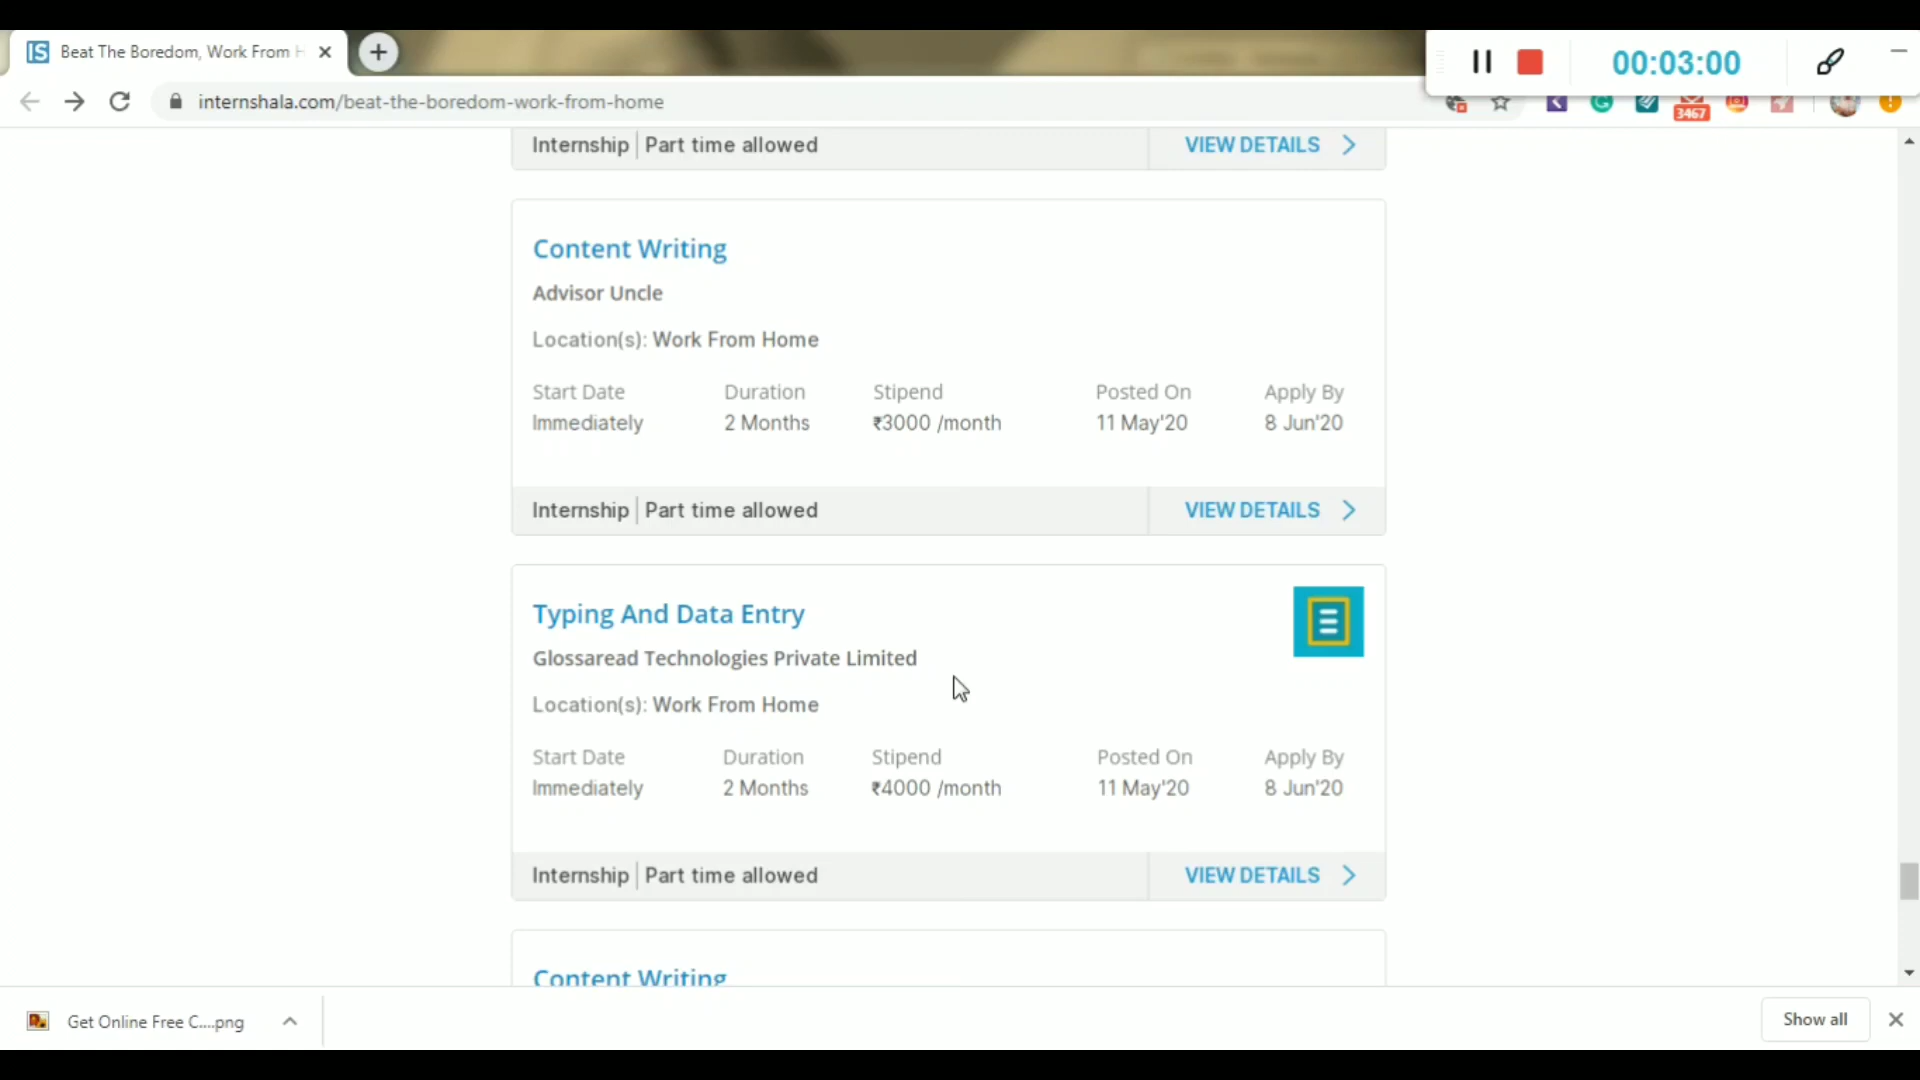 Beat The Boredom, Work From H
00:03:00
internshala.com/beat-the-boredom-work-from-home
3467
Internship | Part time allowed
VIEW DETAILS
Content Writing
Advisor Uncle
Location(s): Work From Home
Start Date Duration Stipend Posted On Apply By
Immediately 2 Months ₹3000 /month 11 May'20 8 Jun'20
Internship | Part time allowed
VIEW DETAILS
Typing And Data Entry
Glossaread Technologies Private Limited
Location(s): Work From Home
Start Date Duration Stipend Posted On Apply By
Immediately 2 Months ₹4000 /month 11 May'20 8 Jun'20
Internship | Part time allowed
VIEW DETAILS
Content Writing
Get Online Free C....png
Show all